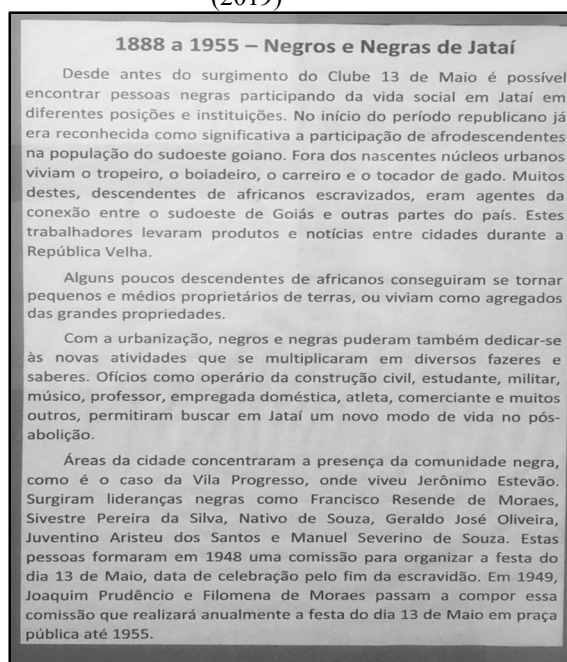 (2019)
1888 a 1955 – Negros e Negras de Jataí
Desde antes do surgimento do Clube 13 de Maio é possível
encontrar pessoas negras participando da vida social em Jataí em
diferentes posições e instituições. No início do período republicano já
era reconhecida como significativa a participação de afrodescendentes
na população do sudoeste goiano. Fora dos nascentes núcleos urbanos
viviam o tropeiro, o boiadeiro, o carreiro e o tocador de gado. Muitos
destes, descendentes de africanos escravizados, eram agentes da
conexão entre o sudoeste de Goiás e outras partes do país. Estes
trabalhadores levaram produtos e notícias entre cidades durante a
República Velha.
Alguns poucos descendentes de africanos conseguiram se tornar
pequenos e médios proprietários de terras, ou viviam como agregados
das grandes propriedades.
Com a urbanização, negros e negras puderam também dedicar-se
às novas atividades que se multiplicaram em diversos fazeres e
saberes. Ofícios como operário da construção civil, estudante, militar,
músico, professor, empregada doméstica, atleta, comerciante e muitos
outros, permitiram buscar em Jataí um novo modo de vida no pós-
abolição.
Áreas da cidade concentraram a presença da comunidade negra,
como é o caso da Vila Progresso, onde viveu Jerônimo Estevão.
Surgiram lideranças negras como Francisco Resende de Moraes,
Sivestre Pereira da Silva, Nativo de Souza, Geraldo José Oliveira,
Juventino Aristeu dos Santos e Manuel Severino de Souza. Estas
pessoas formaram em 1948 uma comissão para organizar a festa do
dia 13 de Maio, data de celebração pelo fim da escravidão. Em 1949,
Joaquim Prudêncio e Filomena de Moraes passam a compor essa
comissão que realizará anualmente a festa do dia 13 de Maio em praça
pública até 1955.